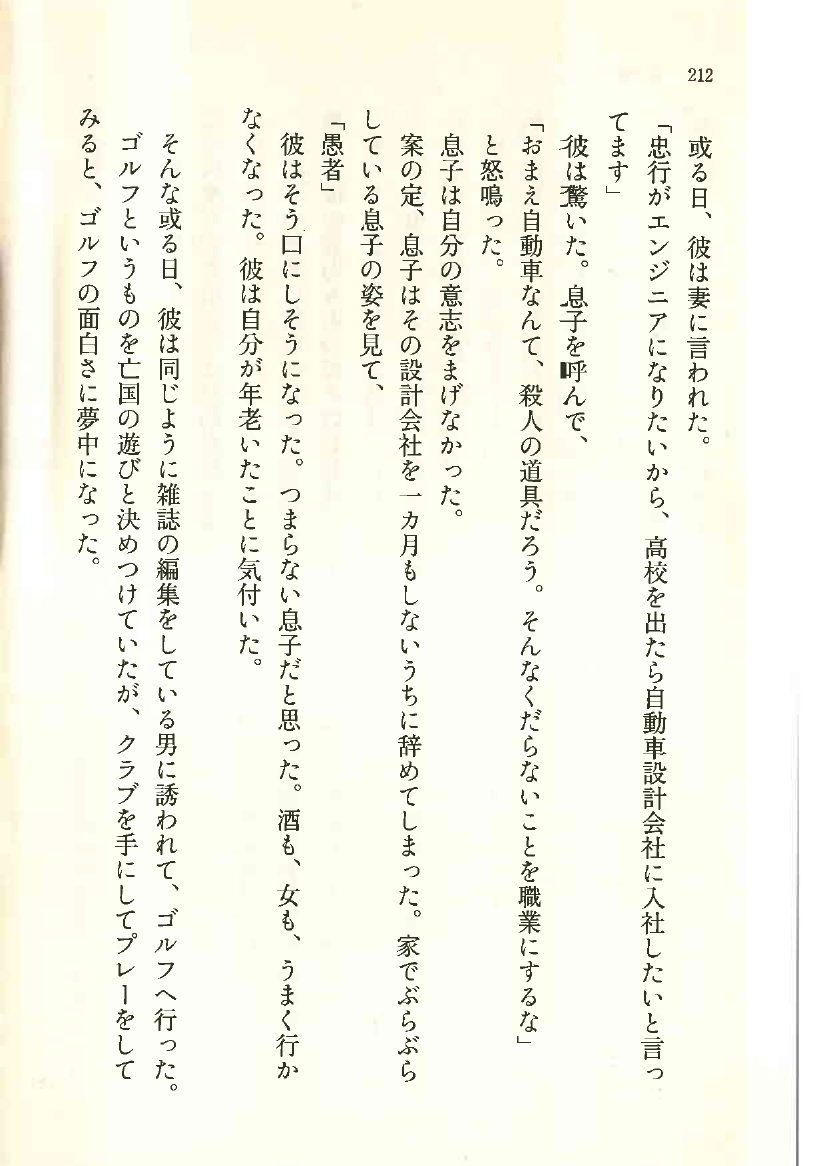 212
或る日、彼は妻に言われた。
「忠行がエンジニアになりたいから、高校を出たら自動車設計会社に入社したいと言っ
てます」
彼は驚いた。息子を呼んで、
「おまえ自動車なんて、殺人の道具だろう。そんなくだらないことを職業にするな」
と怒鳴った。
息子は自分の意志をまげなかった。
案の定、息子はその設計会社を一カ月もしないうちに辞めてしまった。家でぶらぶら
している息子の姿を見て、
「愚者」
彼はそう口にしそうになった。つまらない息子だと思った。酒も、女も、うまく行か
なくなった。彼は自分が年老いたことに気付いた。
そんな或る日、彼は同じように雑誌の編集をしている男に誘われて、ゴルフへ行った。
ゴルフというものを亡国の遊びと決めつけていたが、クラブを手にしてプレーをして
みると、ゴルフの面白さに夢中になった。